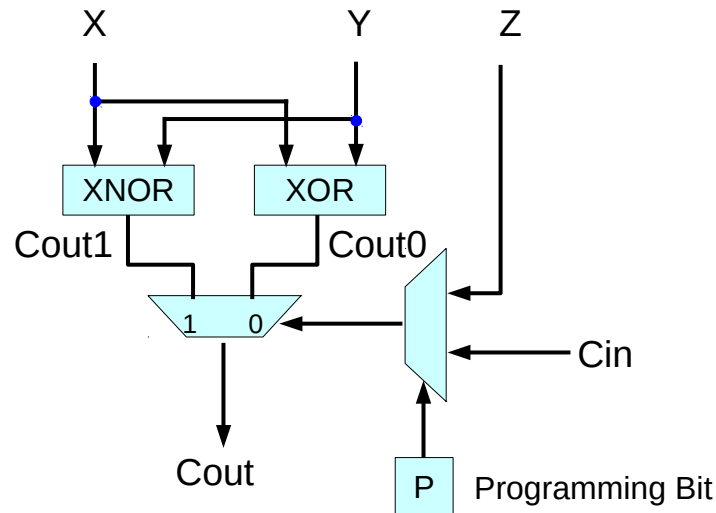 X Y Z
XNOR XOR
Cout1 Cout0
1 0
Cin
Cout
P Programming Bit